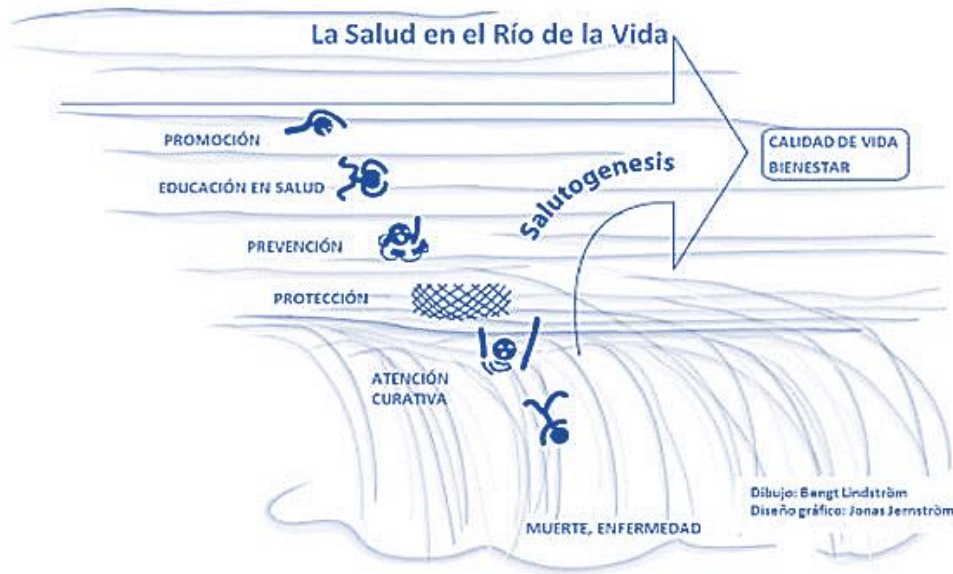 La Salud en el Río de la Vida
PROMOCIÓN
CALIDAD DE VIDA
BIENESTAR
EDUCACIÓN EN SALUD
Salutogenesis
PREVENCIÓN
PROTECCIÓN
ATENCIÓN
CURATIVA
Dibujo: Bengt Lindström
Diseño gráfico: Jonas Jernström
MUERTE, ENFERMEDAD